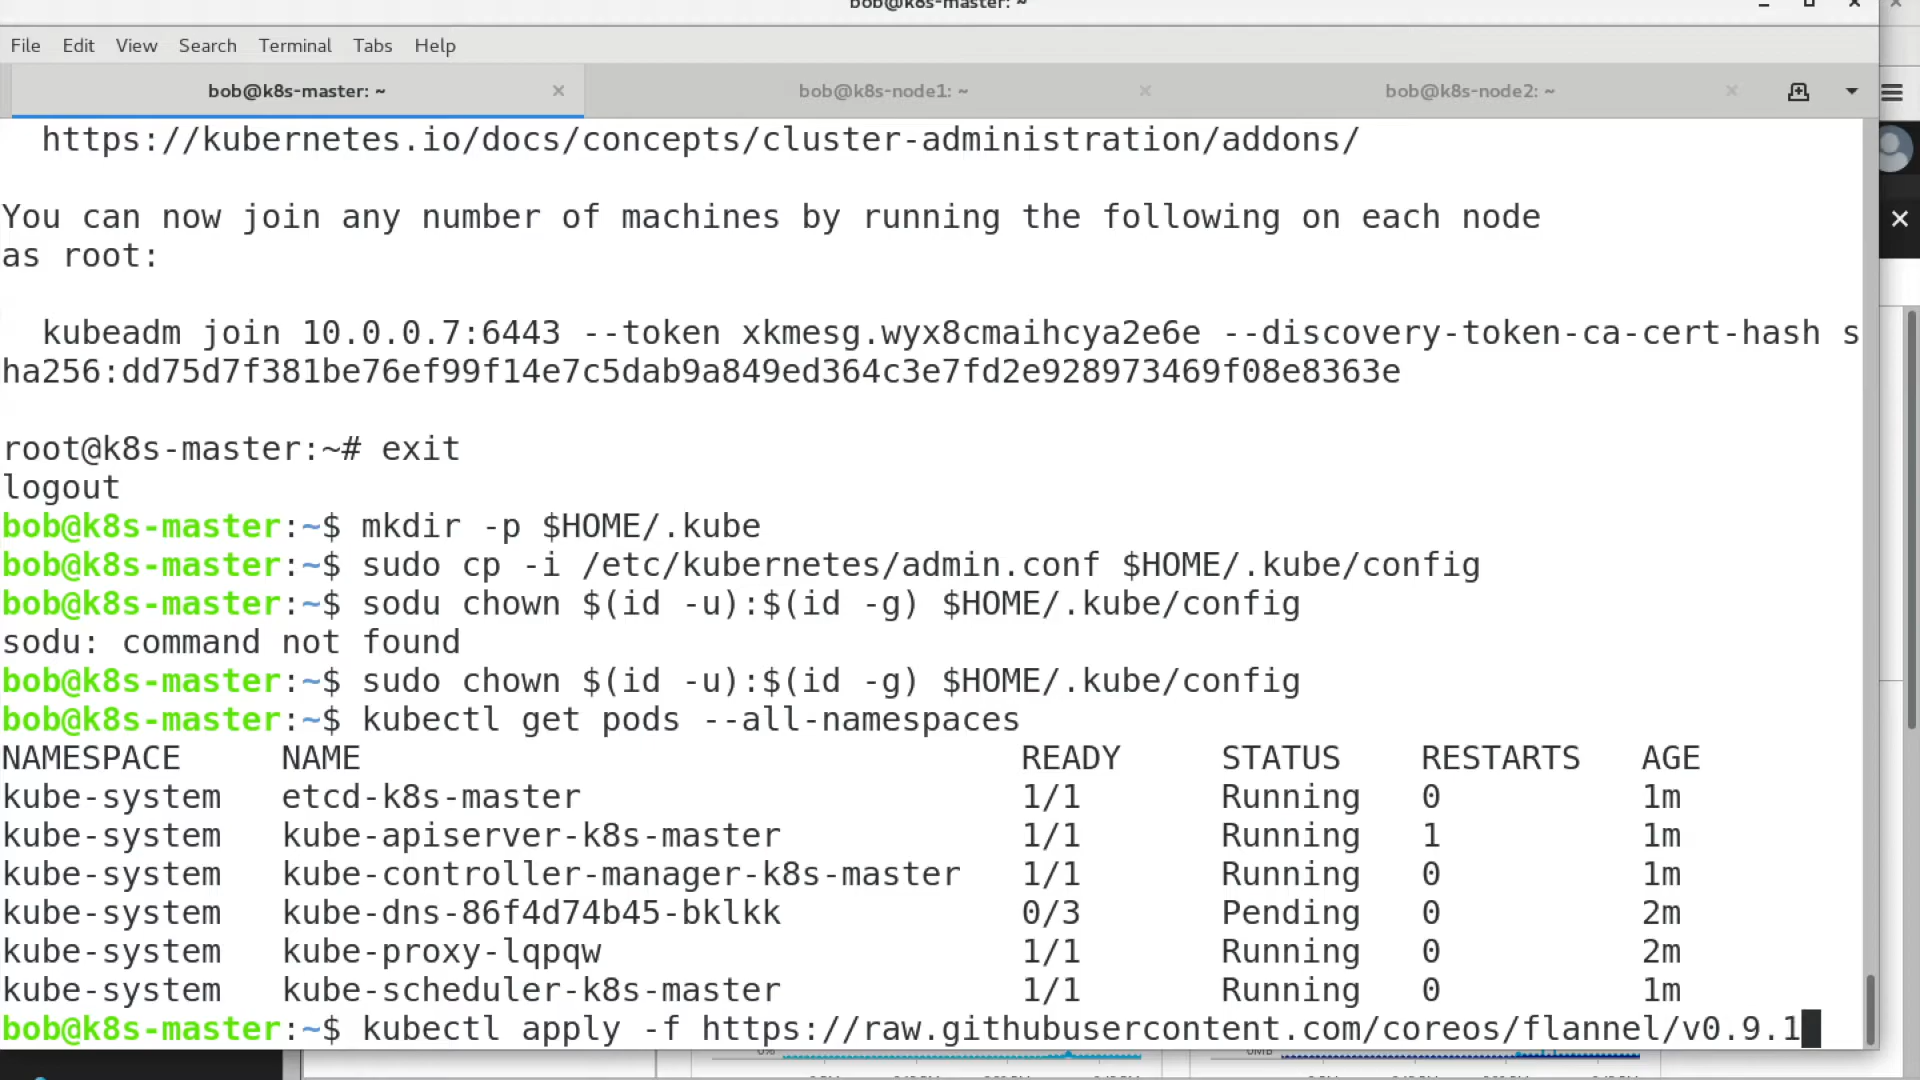 bob@k8s-master: ~
File Edit View Search Terminal Tabs Help
bob@k8s-master: ~ bob@k8s-node1: ~ bob@k8s-node2: ~
https://kubernetes.io/docs/concepts/cluster-administration/addons/
You can now join any number of machines by running the following on each node
as root:
kubeadm join 10.0.0.7:6443 --token xkmesg.wyx8cmaihcya2e6e --discovery-token-ca-cert-hash s
ha256:dd75d7f381be76ef99f14e7c5dab9a849ed364c3e7fd2e928973469f08e8363e
root@k8s-master:~# exit
logout
bob@k8s-master:~$ mkdir -p $HOME/.kube
bob@k8s-master:~$ sudo cp -i /etc/kubernetes/admin.conf $HOME/.kube/config
bob@k8s-master:~$ sodu chown $(id -u):$(id -g) $HOME/.kube/config
sodu: command not found
bob@k8s-master:~$ sudo chown $(id -u):$(id -g) $HOME/.kube/config
bob@k8s-master:~$ kubectl get pods --all-namespaces
NAMESPACE NAME READY STATUS RESTARTS AGE
kube-system etcd-k8s-master 1/1 Running 0 1m
kube-system kube-apiserver-k8s-master 1/1 Running 1 1m
kube-system kube-controller-manager-k8s-master 1/1 Running 0 1m
kube-system kube-dns-86f4d74b45-bklkk 0/3 Pending 0 2m
kube-system kube-proxy-lqpqw 1/1 Running 0 2m
kube-system kube-scheduler-k8s-master 1/1 Running 0 1m
bob@k8s-master:~$ kubectl apply -f https://raw.githubusercontent.com/coreos/flannel/v0.9.1